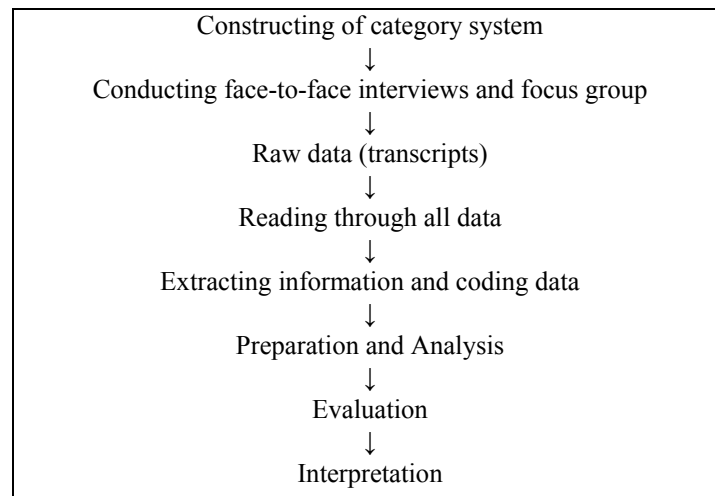 Constructing of category system
↓
Conducting face-to-face interviews and focus group
↓
Raw data (transcripts)
↓
Reading through all data
↓
Extracting information and coding data
↓
Preparation and Analysis
↓
Evaluation
↓
Interpretation